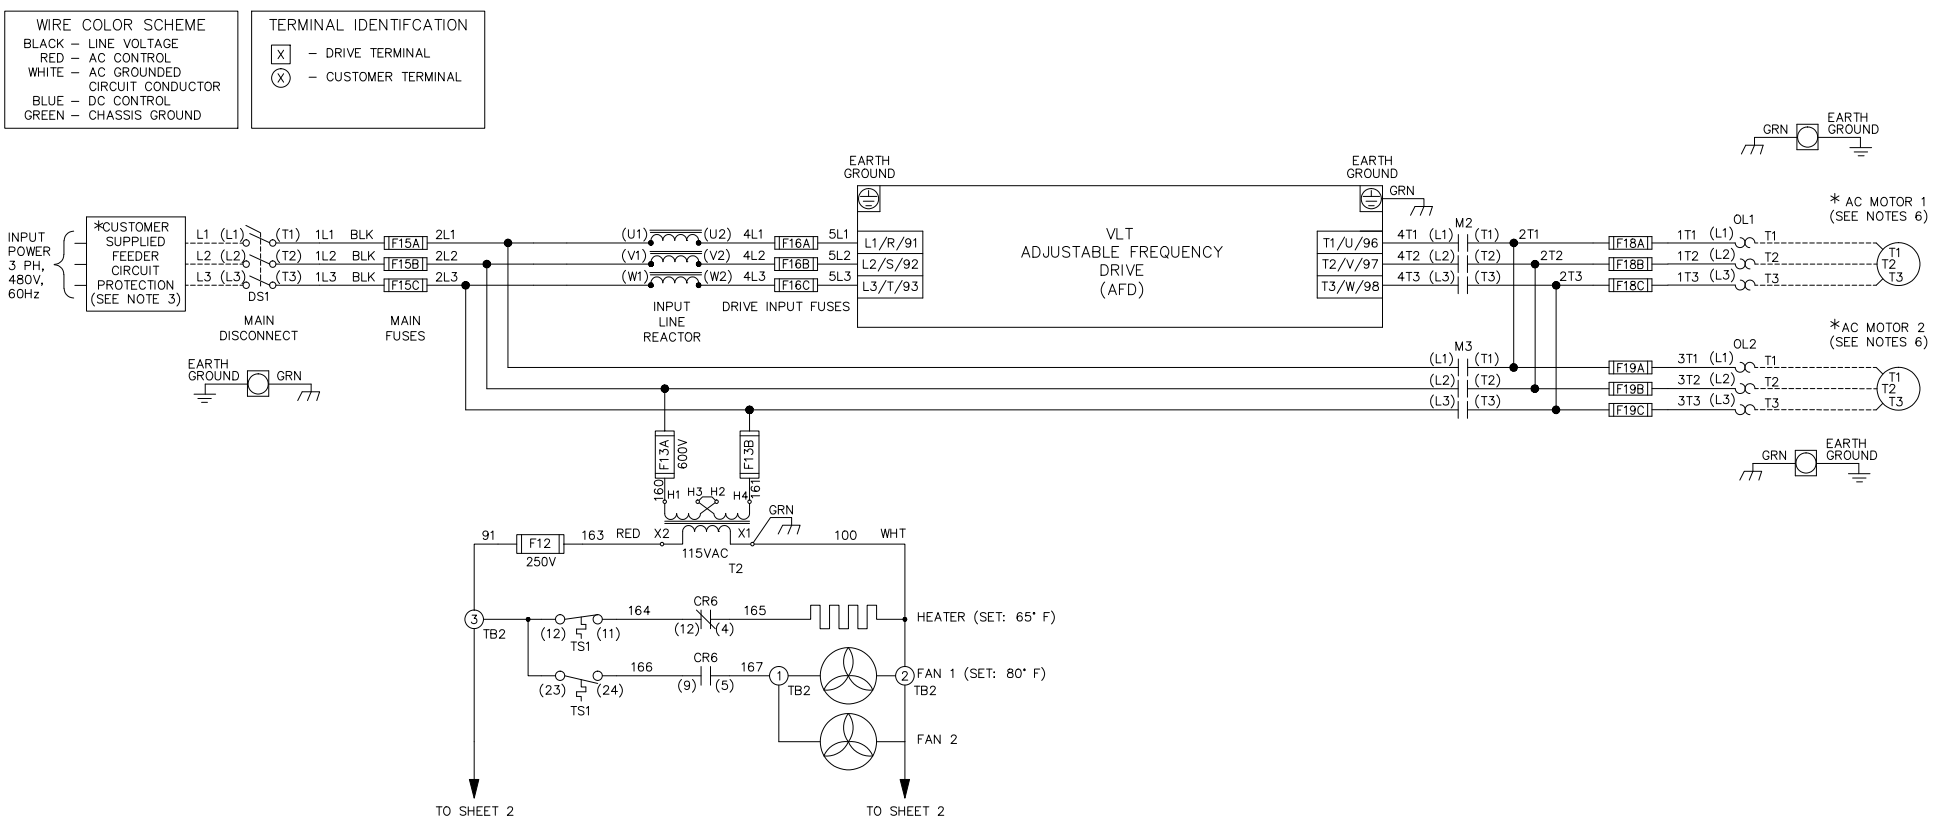 WIRE COLOR SCHEME
BLACK – LINE VOLTAGE
RED – AC CONTROL
WHITE – AC GROUNDED
CIRCUIT CONDUCTOR
BLUE – DC CONTROL
GREEN – CHASSIS GROUND
TERMINAL IDENTIFCATION
X – DRIVE TERMINAL
X – CUSTOMER TERMINAL
GRN
EARTH
GROUND
INPUT
POWER
3 PH,
480V,
60Hz
*CUSTOMER
SUPPLIED
FEEDER
CIRCUIT
PROTECTION
(SEE NOTE 3)
L1 (L1) (T1) 1L1 BLK F15A 2L1
L2 (L2) (T2) 1L2 BLK F15B 2L2
L3 (L3) (T3) 1L3 BLK F15C 2L3
DS1
MAIN
DISCONNECT
MAIN
FUSES
EARTH
GROUND
GRN
(U1) (U2) 4L1 F16A 5L1
(V1) (V2) 4L2 F16B 5L2
(W1) (W2) 4L3 F16C 5L3
INPUT
LINE
REACTOR
DRIVE INPUT FUSES
EARTH
GROUND
L1/R/91
L2/S/92
L3/T/93
VLT
ADJUSTABLE FREQUENCY
DRIVE
(AFD)
EARTH
GROUND
GRN
T1/U/96
T2/V/97
T3/W/98
M2
4T1 (L1) (T1) 2T1
4T2 (L2) (T2) 2T2
4T3 (L3) (T3) 2T3
F18A
F18B
F18C
OL1
1T1 (L1) T1
1T2 (L2) T2
1T3 (L3) T3
* AC MOTOR 1
(SEE NOTES 6)
T1
T2
T3
M3
(L1) (T1)
(L2) (T2)
(L3) (T3)
F19A
F19B
F19C
OL2
3T1 (L1) T1
3T2 (L2) T2
3T3 (L3) T3
*AC MOTOR 2
(SEE NOTES 6)
T1
T2
T3
GRN
EARTH
GROUND
F13A
600V
F13B
160
161
H1 H3 H2 H4
GRN
91 F12 163 RED X2 X1 100 WHT
250V
115VAC
T2
3
TB2
(12) (11)
TS1
164
CR6
(12) (4)
165
HEATER (SET: 65° F)
(23) (24)
TS1
166
CR6
(9) (5)
167
1
TB2
2
TB2
FAN 1 (SET: 80° F)
FAN 2
TO SHEET 2
TO SHEET 2